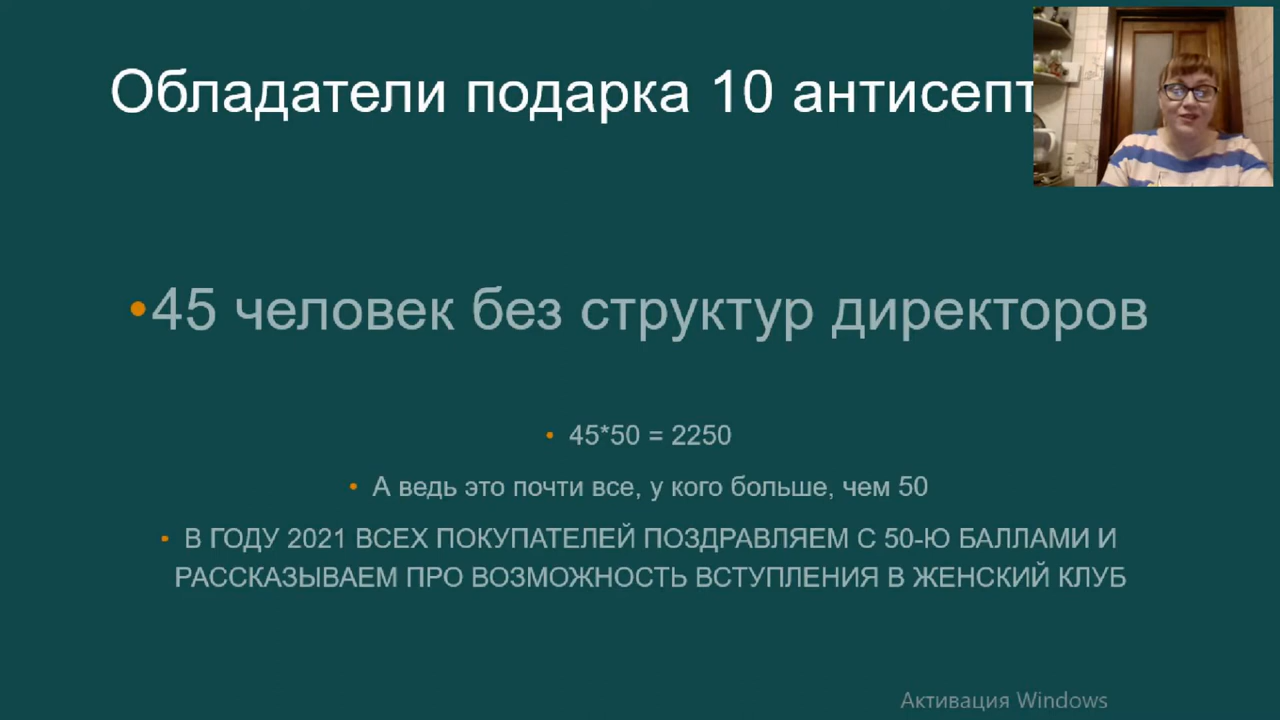 Обладатели подарка 10
•45 человек без структур директоров
• 45*50 = 2250
• А ведь это почти все, у кого больше, чем 50
• В ГОДУ 2021 ВСЕХ ПОКУПАТЕЛЕЙ ПОЗДРАВЛЯЕМ С 50-Ю БАЛЛАМИ И
РАССКАЗЫВАЕМ ПРО ВОЗМОЖНОСТЬ ВСТУПЛЕНИЯ В ЖЕНСКИЙ КЛУБ
Активация Windows